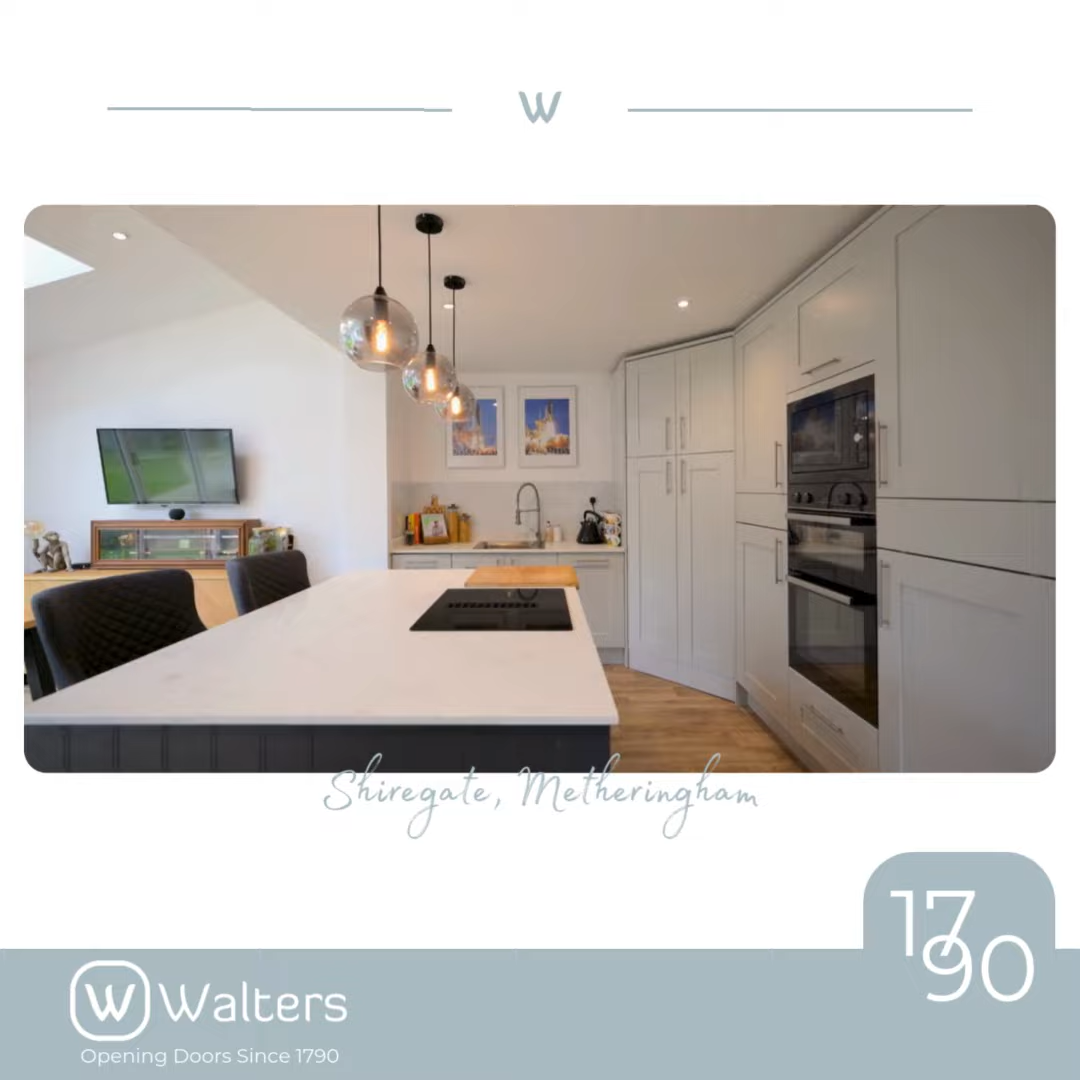 W
Shiregate, Metheringham
17
90
W Walters
Opening Doors Since 1790